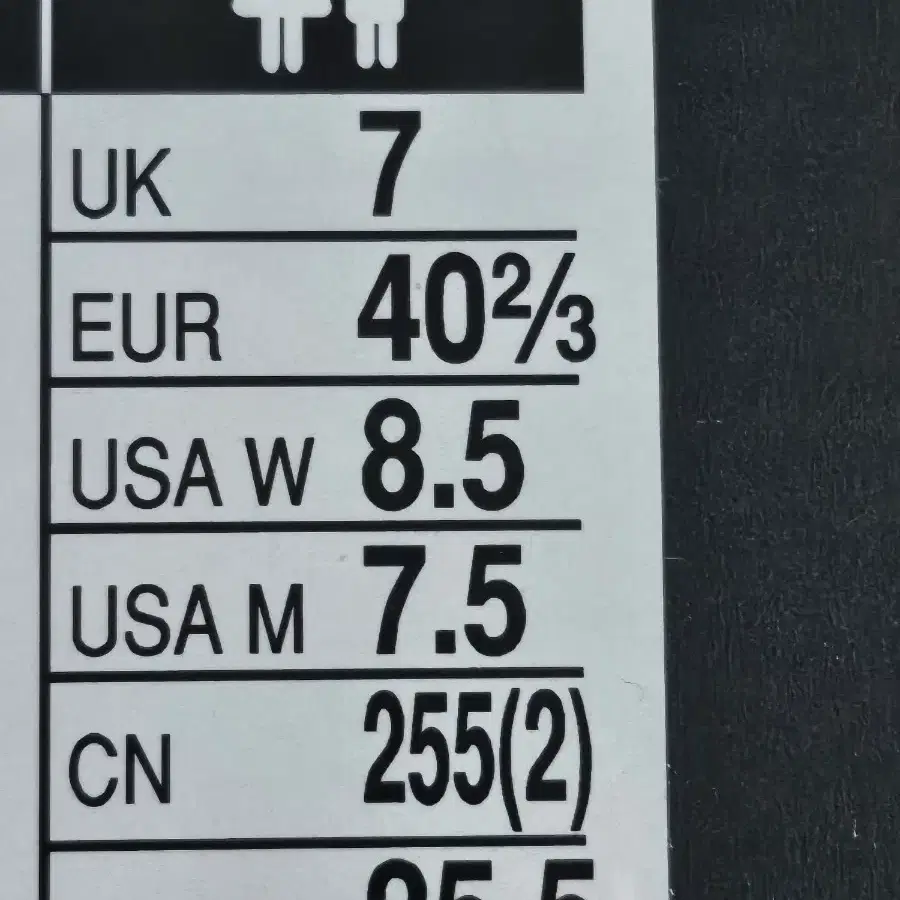 UK 7
EUR 40⅔
USA W 8.5
USA M 7.5
CN 255(2)